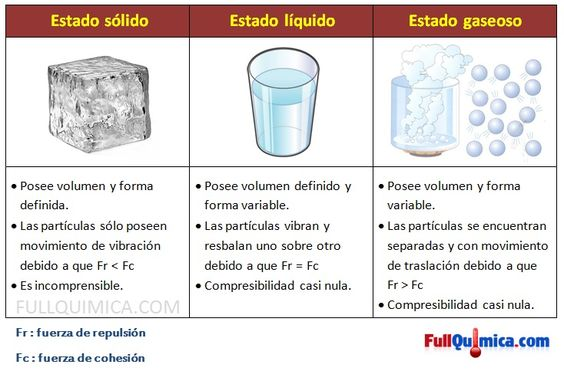 Estado sólido
Estado líquido
Estado gaseoso
• Posee volumen y forma
definida.
• Las partículas sólo poseen
movimiento de vibración
debido a que Fr < Fc
• Es incomprensible.
FULLQUIMICA.COM
• Posee volumen definido y
forma variable.
• Las partículas vibran y
resbalan uno sobre otro
debido a que Fr = Fc
• Compresibilidad casi nula.
• Posee volumen y forma
variable.
• Las partículas se encuentran
separadas y con movimiento
de traslación debido a que
Fr > Fc
• Compresibilidad casi nula.
Fr : fuerza de repulsión
Fc : fuerza de cohesión
FullQuímica.com